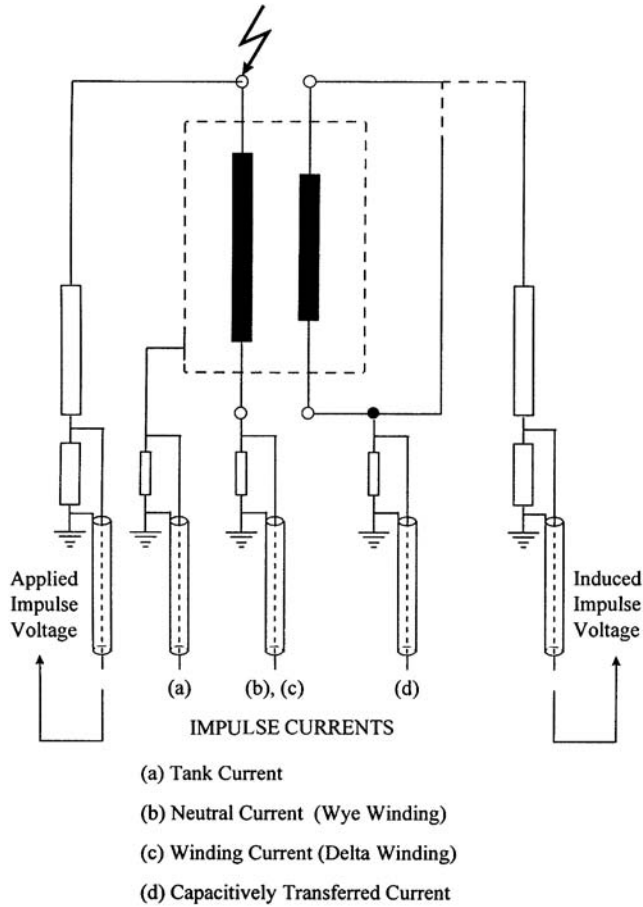 Applied
Impulse
Voltage
Induced
Impulse
Voltage
(a)
(b), (c)
(d)
IMPULSE CURRENTS
(a) Tank Current
(b) Neutral Current (Wye Winding)
(c) Winding Current (Delta Winding)
(d) Capacitively Transferred Current